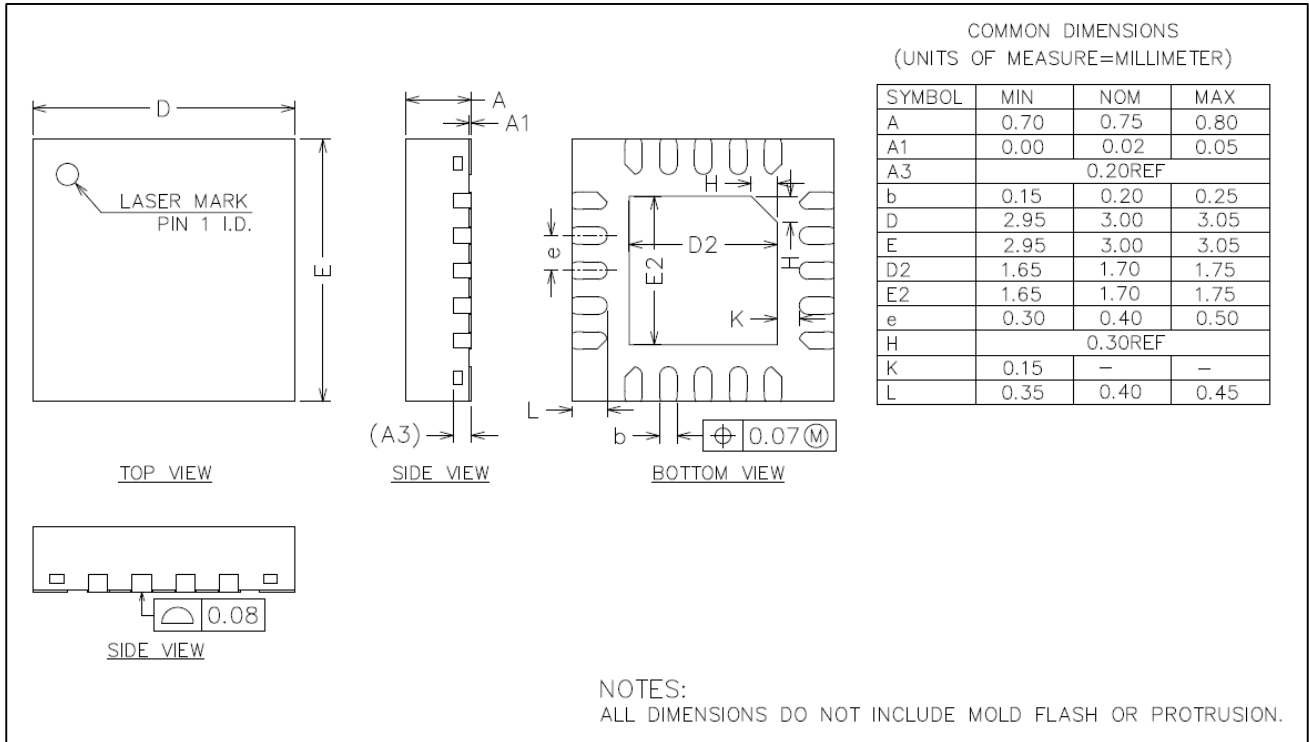 COMMON DIMENSIONS
(UNITS OF MEASURE=MILLIMETER)
SYMBOL MIN NOM MAX
A 0.70 0.75 0.80
A1 0.00 0.02 0.05
A3 0.20REF
b 0.15 0.20 0.25
D 2.95 3.00 3.05
E 2.95 3.00 3.05
D2 1.65 1.70 1.75
E2 1.65 1.70 1.75
e 0.30 0.40 0.50
H 0.30REF
K 0.15 – –
L 0.35 0.40 0.45
D
LASER MARK
PIN 1 I.D.
E
TOP VIEW
A
A1
(A3)
SIDE VIEW
H
H
e
D2
E2
K
L
b
⌖ 0.07 Ⓜ
BOTTOM VIEW
⌓ 0.08
SIDE VIEW
NOTES:
ALL DIMENSIONS DO NOT INCLUDE MOLD FLASH OR PROTRUSION.